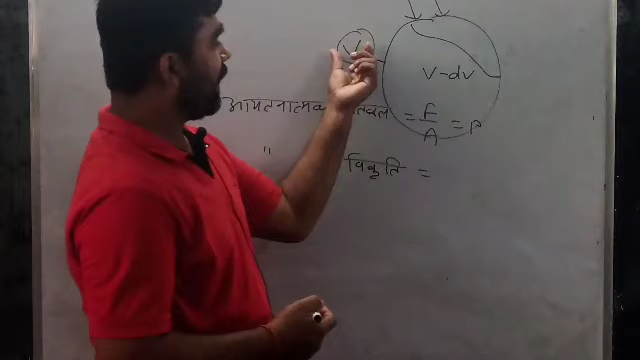 V
V-dv
आयतनात्मक = F/A = P
" विकृति =